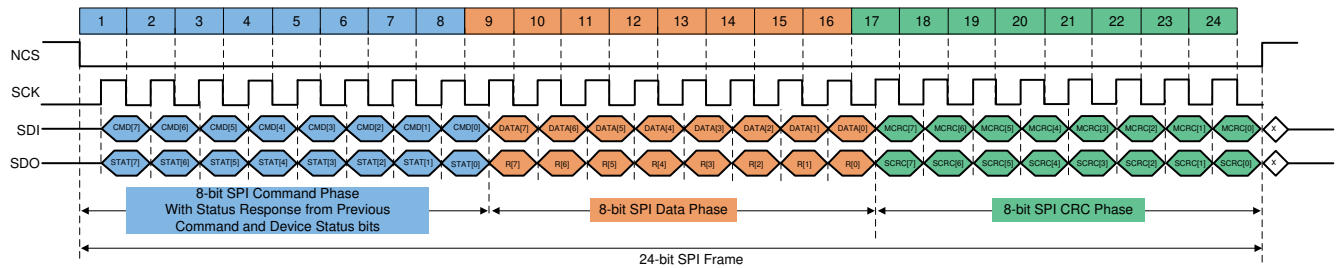 1 2 3 4 5 6 7 8 9 10 11 12 13 14 15 16 17 18 19 20 21 22 23 24
NCS
SCK
SDI CMD[7] CMD[6] CMD[5] CMD[4] CMD[3] CMD[2] CMD[1] CMD[0] DATA[7] DATA[6] DATA[5] DATA[4] DATA[3] DATA[2] DATA[1] DATA[0] MCRC[7] MCRC[6] MCRC[5] MCRC[4] MCRC[3] MCRC[2] MCRC[1] MCRC[0] X
SDO STAT[7] STAT[6] STAT[5] STAT[4] STAT[3] STAT[2] STAT[1] STAT[0] R[7] R[6] R[5] R[4] R[3] R[2] R[1] R[0] SCRC[7] SCRC[6] SCRC[5] SCRC[4] SCRC[3] SCRC[2] SCRC[1] SCRC[0] X
8-bit SPI Command Phase
With Status Response from Previous
Command and Device Status bits
8-bit SPI Data Phase
8-bit SPI CRC Phase
24-bit SPI Frame